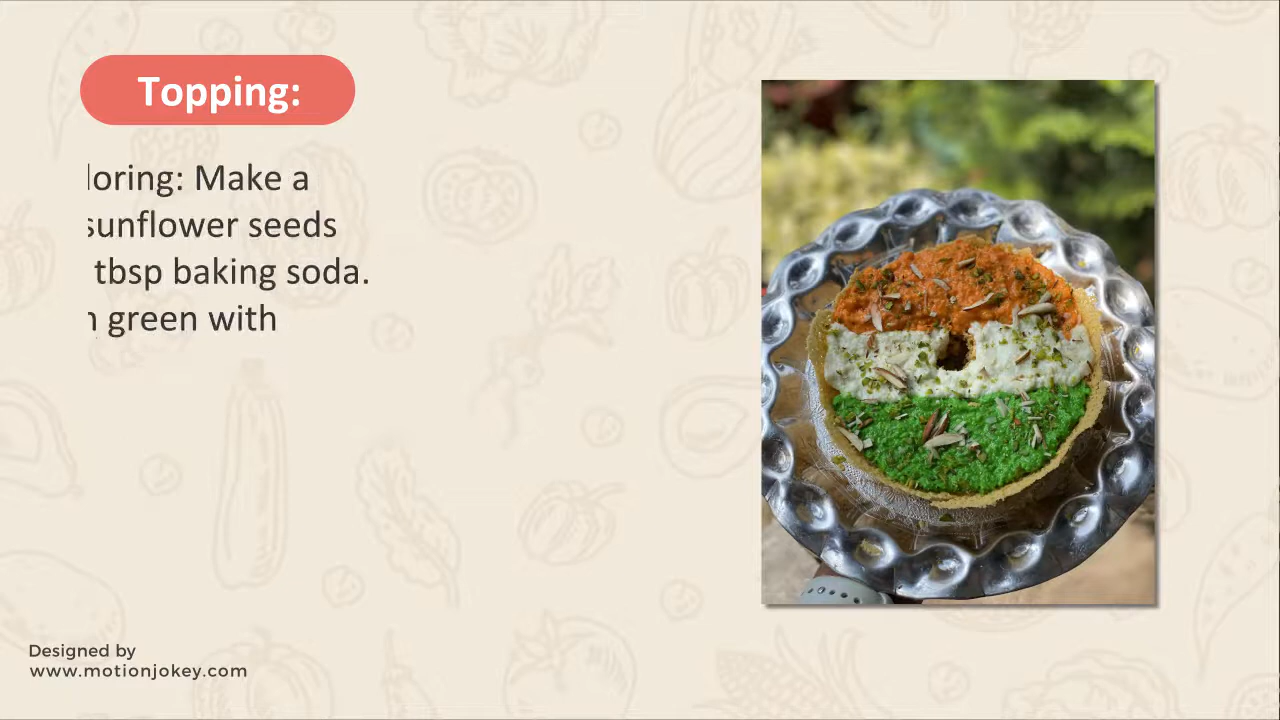 Topping:
loring: Make a
sunflower seeds
tbsp baking soda.
green with
Designed by
www.motionjokey.com